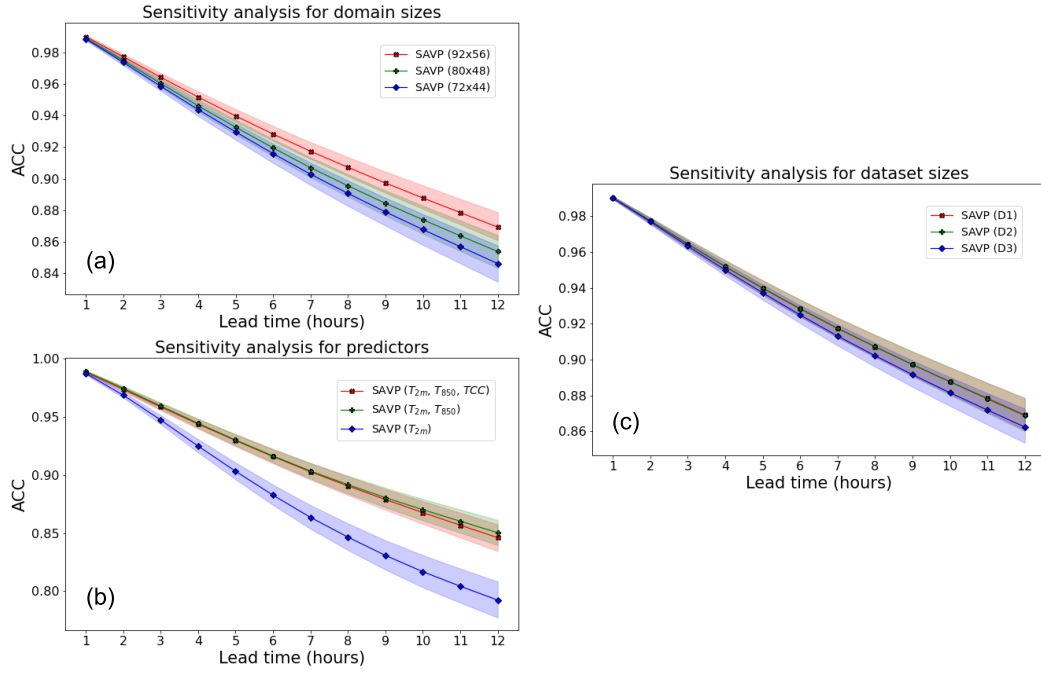 Sensitivity analysis for domain sizes
ACC
0.98
0.96
0.94
0.92
0.90
0.88
0.86
0.84
SAVP (92x56)
SAVP (80x48)
SAVP (72x44)
(a)
1 2 3 4 5 6 7 8 9 10 11 12
Lead time (hours)
Sensitivity analysis for predictors
ACC
1.00
0.95
0.90
0.85
0.80
SAVP (T2m, T850, TCC)
SAVP (T2m, T850)
SAVP (T2m)
(b)
1 2 3 4 5 6 7 8 9 10 11 12
Lead time (hours)
Sensitivity analysis for dataset sizes
ACC
0.98
0.96
0.94
0.92
0.90
0.88
0.86
SAVP (D1)
SAVP (D2)
SAVP (D3)
(c)
1 2 3 4 5 6 7 8 9 10 11 12
Lead time (hours)